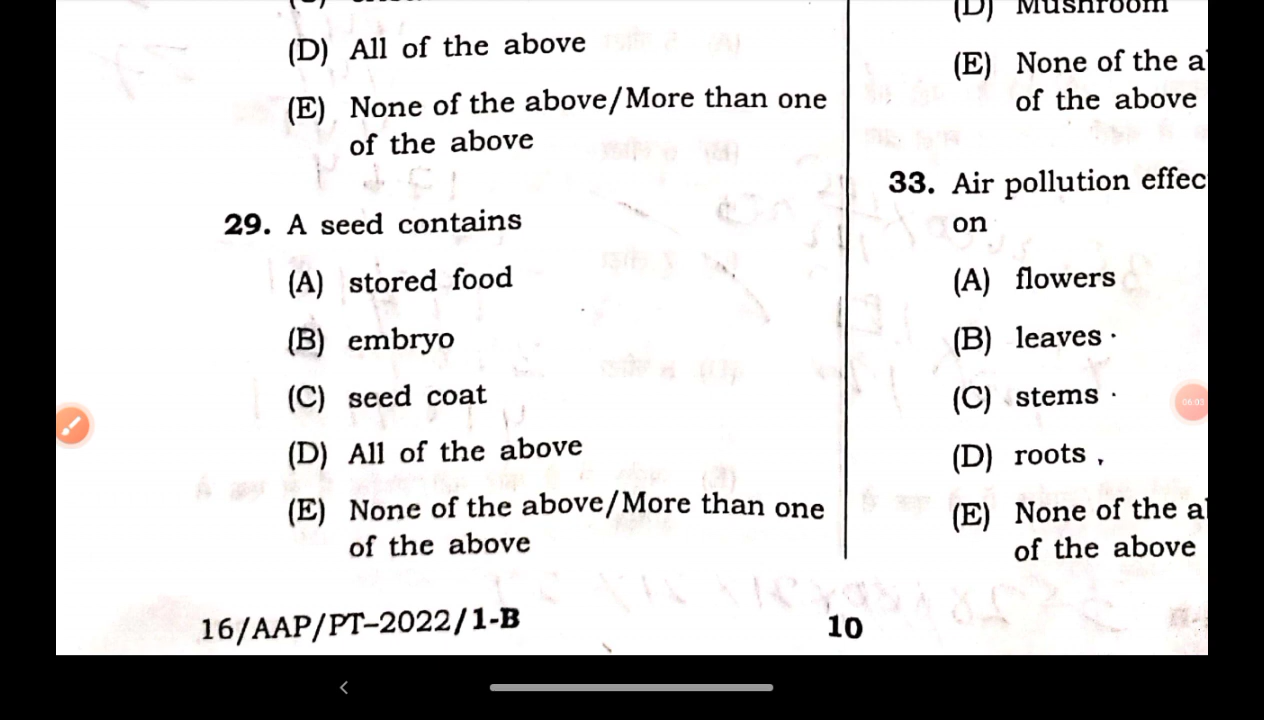 (D) All of the above
(E) None of the above/More than one
of the above
29. A seed contains
(A) stored food
(B) embryo
(C) seed coat
(D) All of the above
(E) None of the above/More than one
of the above
(D) Mushroom
(E) None of the a
of the above
33. Air pollution effec
on
(A) flowers
(B) leaves
(C) stems
(D) roots
(E) None of the a
of the above
16/AAP/PT–2022/1-B
10
06:03